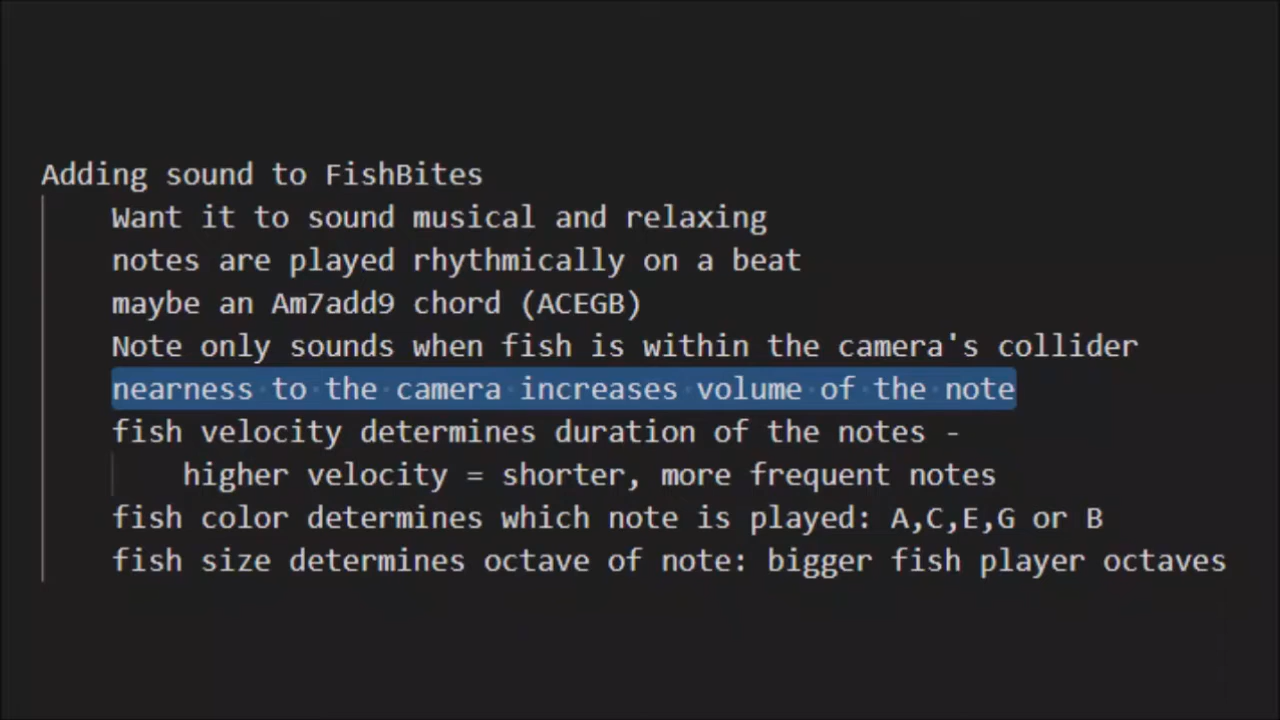 Adding sound to FishBites
Want it to sound musical and relaxing
notes are played rhythmically on a beat
maybe an Am7add9 chord (ACEGB)
Note only sounds when fish is within the camera's collider
nearness to the camera increases volume of the note
fish velocity determines duration of the notes -
higher velocity = shorter, more frequent notes
fish color determines which note is played: A,C,E,G or B
fish size determines octave of note: bigger fish player octaves